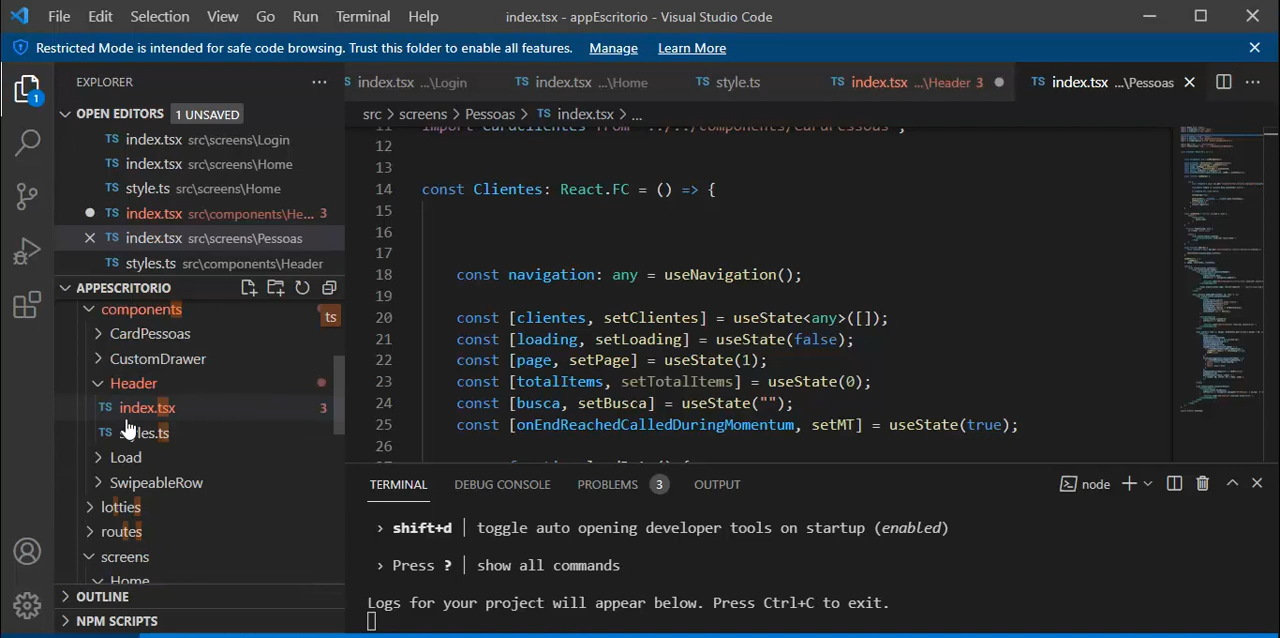 File Edit Selection View Go Run Terminal Help index.tsx - appEscritorio - Visual Studio Code
Restricted Mode is intended for safe code browsing. Trust this folder to enable all features. Manage Learn More
EXPLORER
index.tsx ...\Login TS index.tsx ...\Home TS style.ts TS index.tsx ...\Header 3 TS index.tsx ...\Pessoas
1
OPEN EDITORS 1 UNSAVED
src > screens > Pessoas > TS index.tsx > ...
TS index.tsx src\screens\Login
TS index.tsx src\screens\Home
TS style.ts src\screens\Home
TS index.tsx src\components\He... 3
TS index.tsx src\screens\Pessoas
TS styles.ts src\components\Header
APPESCRITORIO
components
ts
CardPessoas
CustomDrawer
Header
TS index.tsx 3
TS
Load
SwipeableRow
lotties
routes
screens
Home
OUTLINE
NPM SCRIPTS
11 import CardClientes from '../../components/CardPessoas';
12
13
14 const Clientes: React.FC = () => {
15
16
17
18 const navigation: any = useNavigation();
19
20 const [clientes, setClientes] = useState<any>([]);
21 const [loading, setLoading] = useState(false);
22 const [page, setPage] = useState(1);
23 const [totalItems, setTotalItems] = useState(0);
24 const [busca, setBusca] = useState("");
25 const [onEndReachedCalledDuringMomentum, setMT] = useState(true);
26
TERMINAL DEBUG CONSOLE PROBLEMS 3 OUTPUT node
› shift+d │ toggle auto opening developer tools on startup (enabled)
› Press ? │ show all commands
Logs for your project will appear below. Press Ctrl+C to exit.